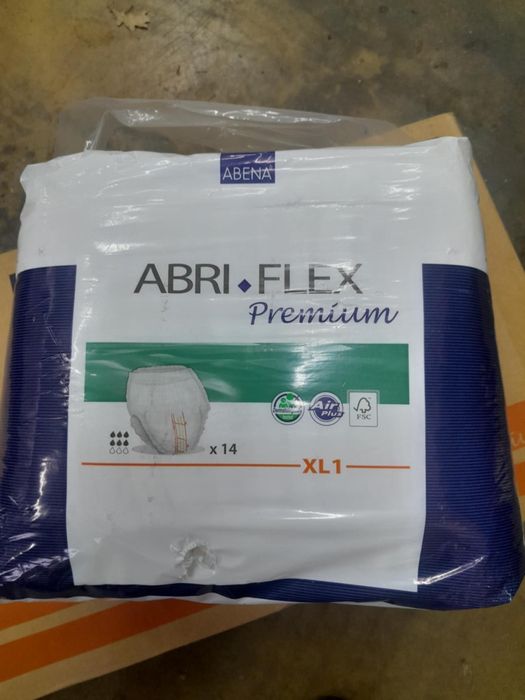 ABENA
ABRI FLEX
Premium
Air
Plus
FSC
x 14
XL1